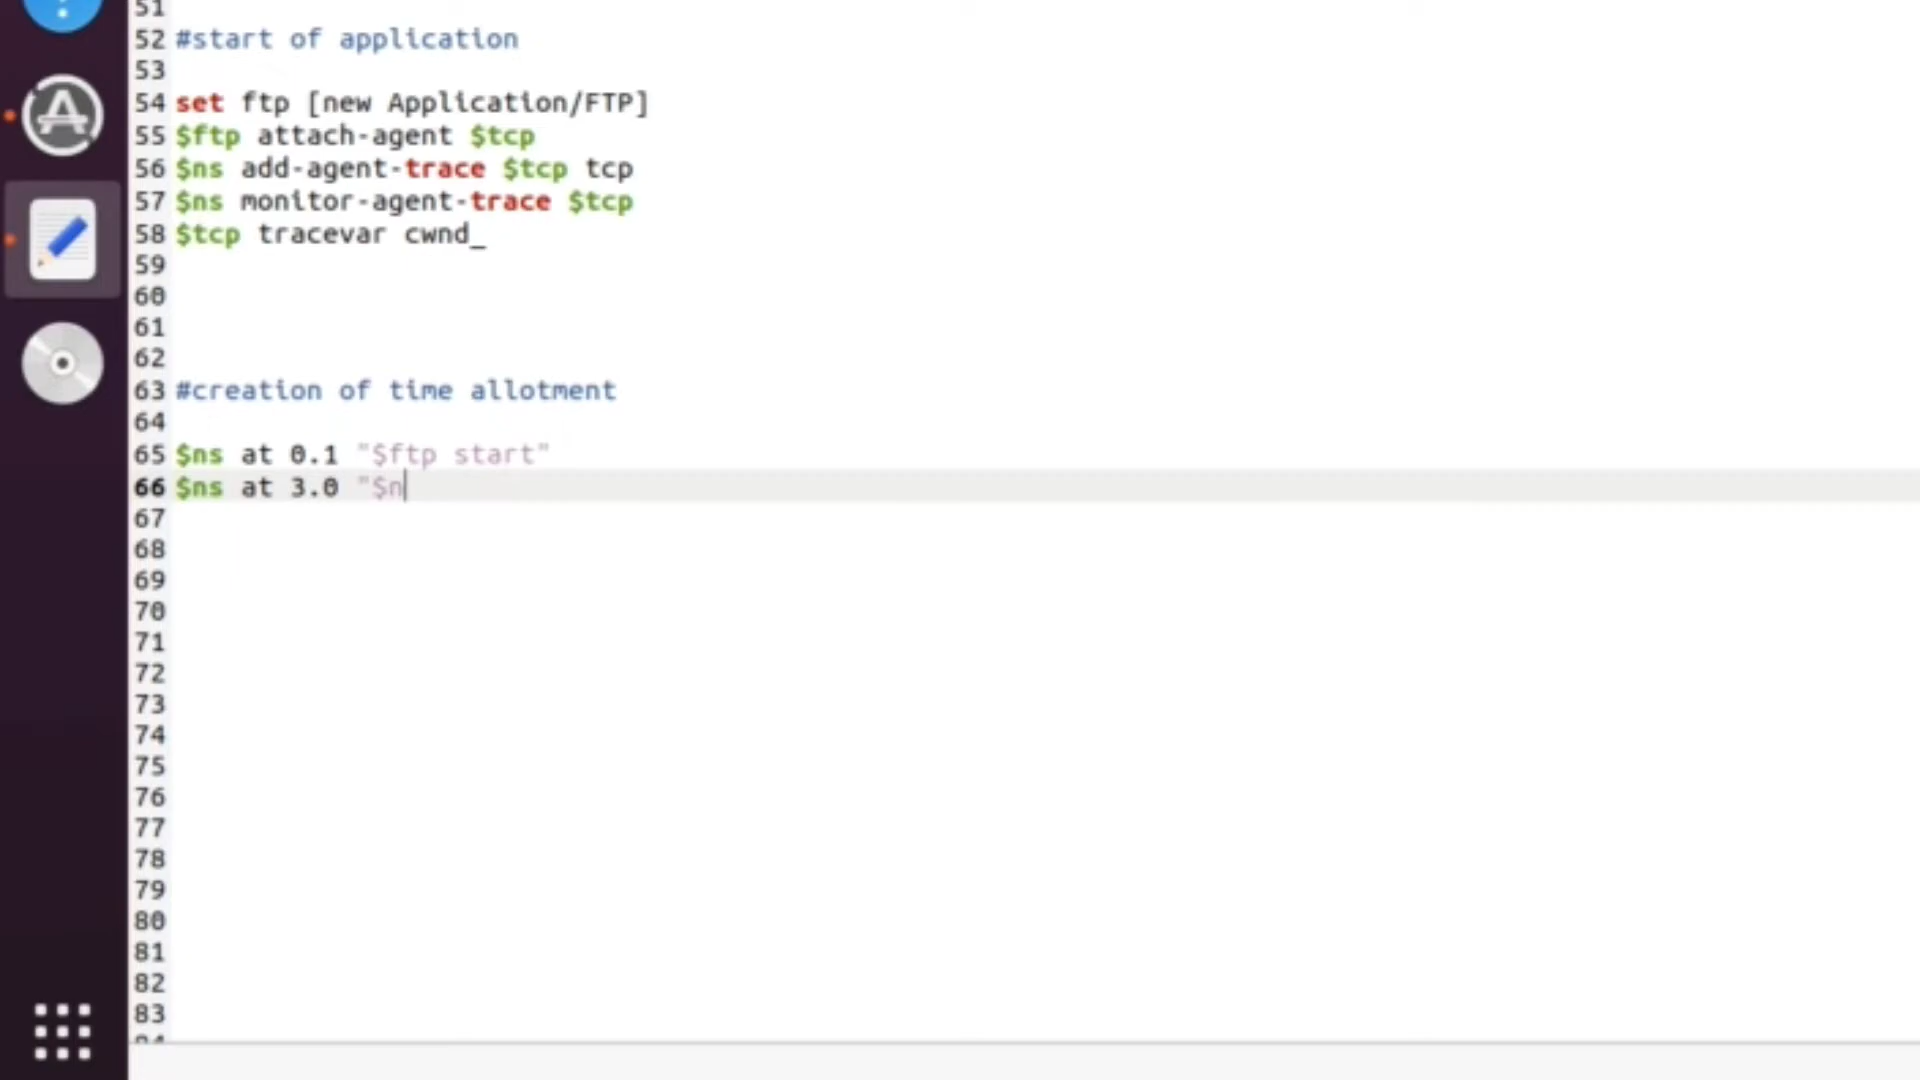 51
52 #start of application
53
54 set ftp [new Application/FTP]
55 $ftp attach-agent $tcp
56 $ns add-agent-trace $tcp tcp
57 $ns monitor-agent-trace $tcp
58 $tcp tracevar cwnd_
59
60
61
62
63 #creation of time allotment
64
65 $ns at 0.1 "$ftp start"
66 $ns at 3.0 "$n
67
68
69
70
71
72
73
74
75
76
77
78
79
80
81
82
83